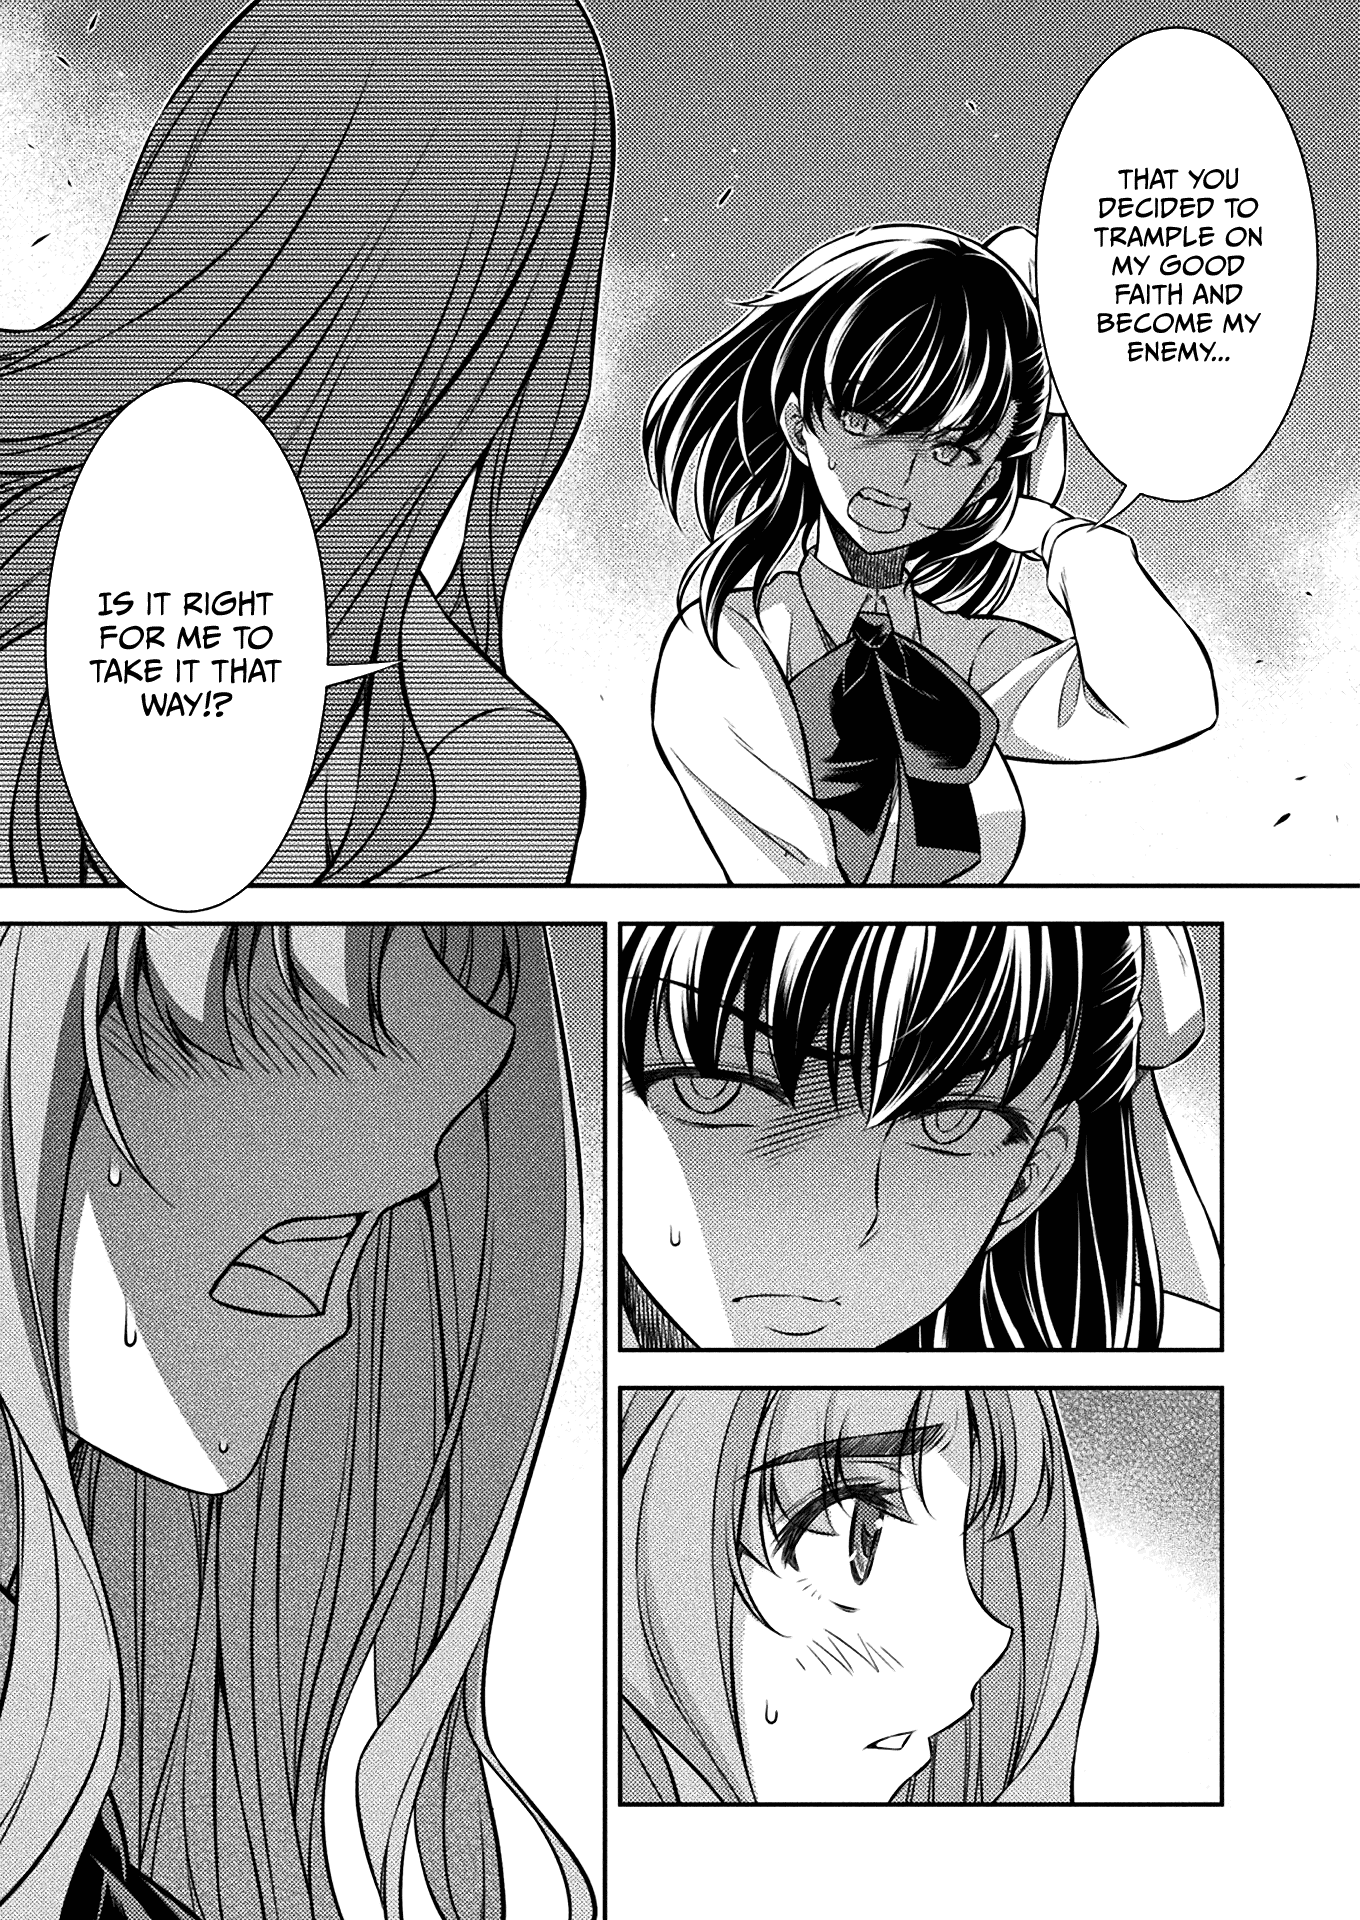 THAT YOU
DECIDED TO
TRAMPLE ON
MY GOOD
FAITH AND
BECOME MY
ENEMY...
IS IT RIGHT
FOR ME TO
TAKE IT THAT
WAY!?